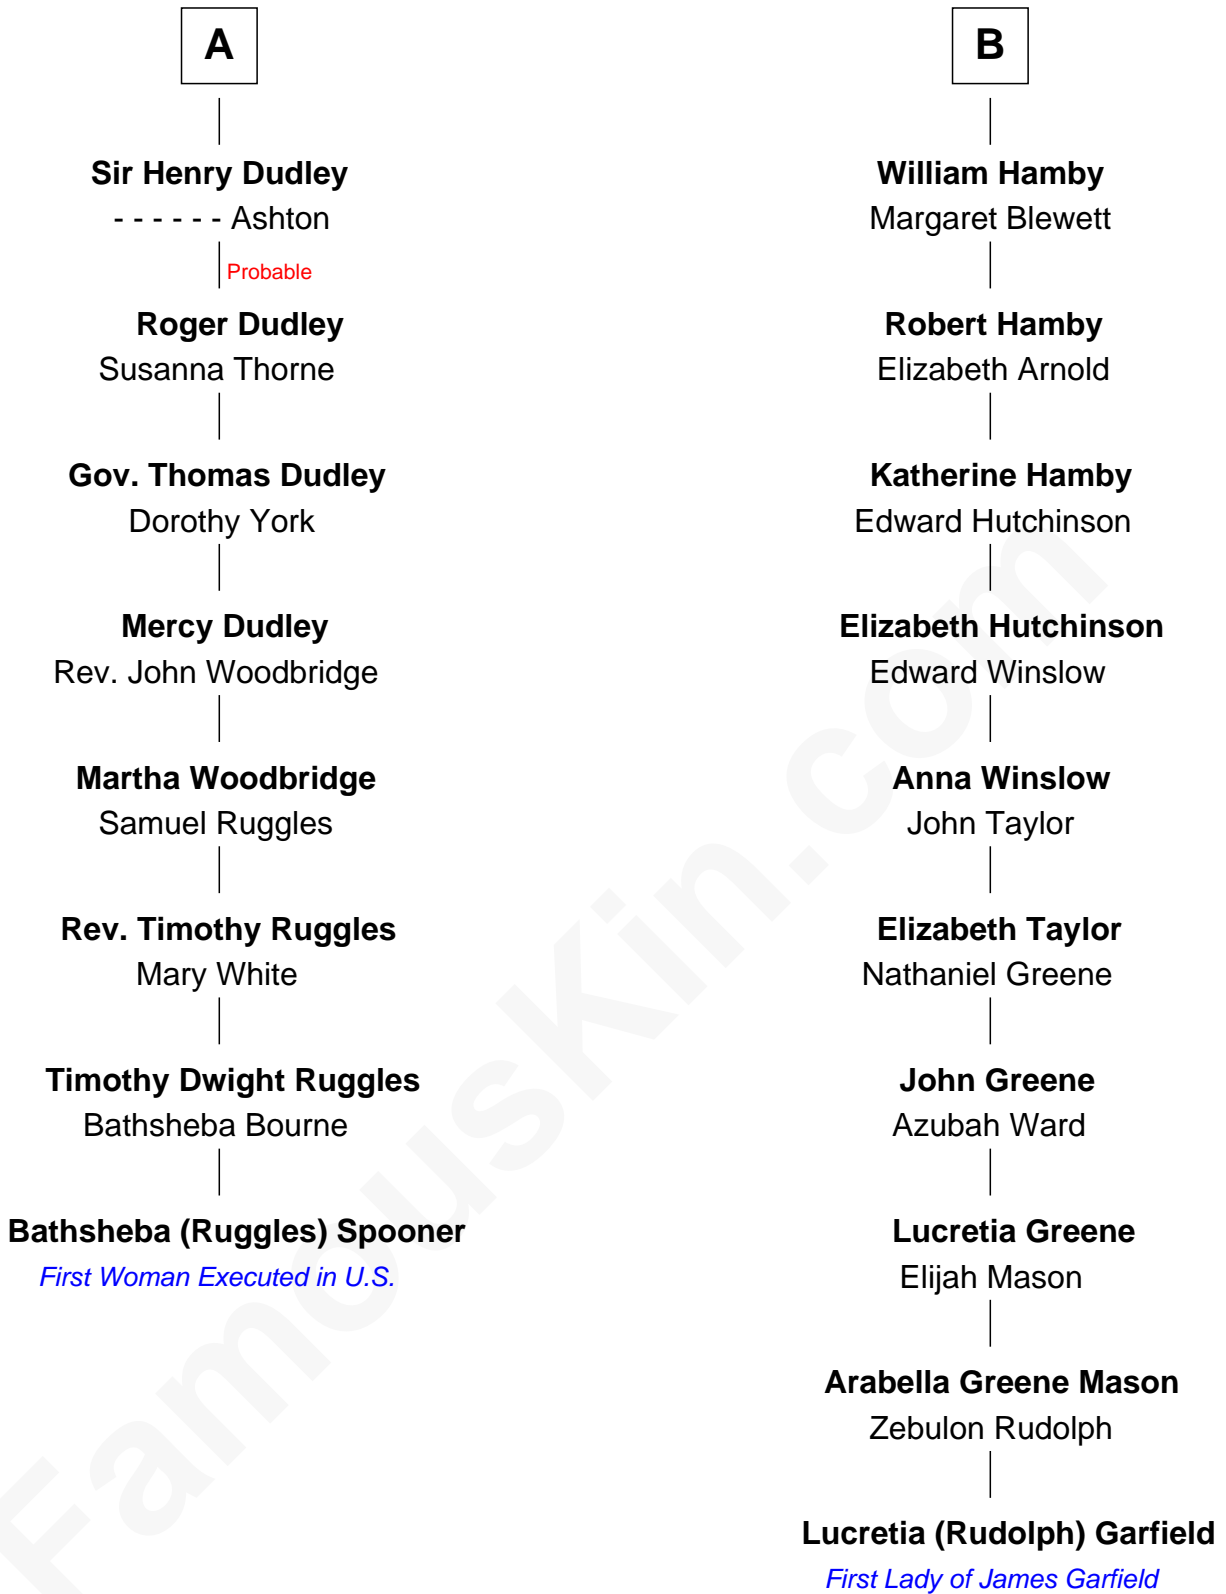 A
Sir Henry Dudley
- - - - - - Ashton
Probable
Roger Dudley
Susanna Thorne
Gov. Thomas Dudley
Dorothy York
Mercy Dudley
Rev. John Woodbridge
Martha Woodbridge
Samuel Ruggles
Rev. Timothy Ruggles
Mary White
Timothy Dwight Ruggles
Bathsheba Bourne
Bathsheba (Ruggles) Spooner
First Woman Executed in U.S.
B
William Hamby
Margaret Blewett
Robert Hamby
Elizabeth Arnold
Katherine Hamby
Edward Hutchinson
Elizabeth Hutchinson
Edward Winslow
Anna Winslow
John Taylor
Elizabeth Taylor
Nathaniel Greene
John Greene
Azubah Ward
Lucretia Greene
Elijah Mason
Arabella Greene Mason
Zebulon Rudolph
Lucretia (Rudolph) Garfield
First Lady of James Garfield
FamousKin.com